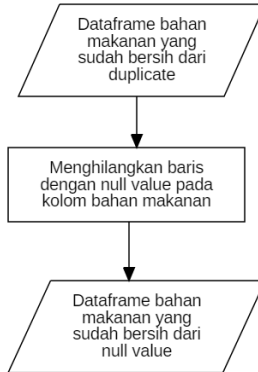 Dataframe bahan
makanan yang
sudah bersih dari
duplicate
Menghilangkan baris
dengan null value pada
kolom bahan makanan
Dataframe bahan
makanan yang
sudah bersih dari
null value